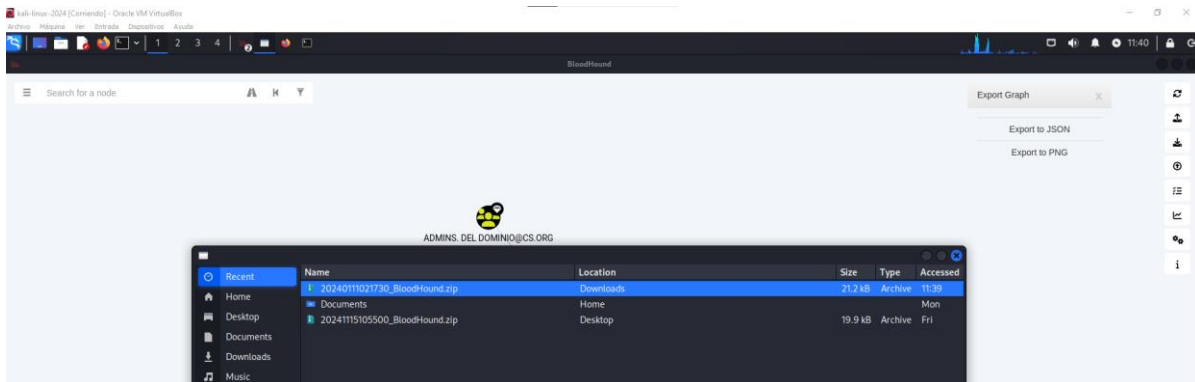 kali-linux-2024 [Corriendo] - Oracle VM VirtualBox
Archivo Máquina Ver Entrada Dispositivos Ayuda
1 2 3 4 11:40
BloodHound
Search for a node
Export Graph x
Export to JSON
Export to PNG
ADMINS. DEL DOMINIO@CS.ORG
Name Location Size Type Accessed
Recent 20240111021730_BloodHound.zip Downloads 21.2 kB Archive 11:39
Home Documents Home Mon
Desktop 20241115105500_BloodHound.zip Desktop 19.9 kB Archive Fri
Documents
Downloads
Music